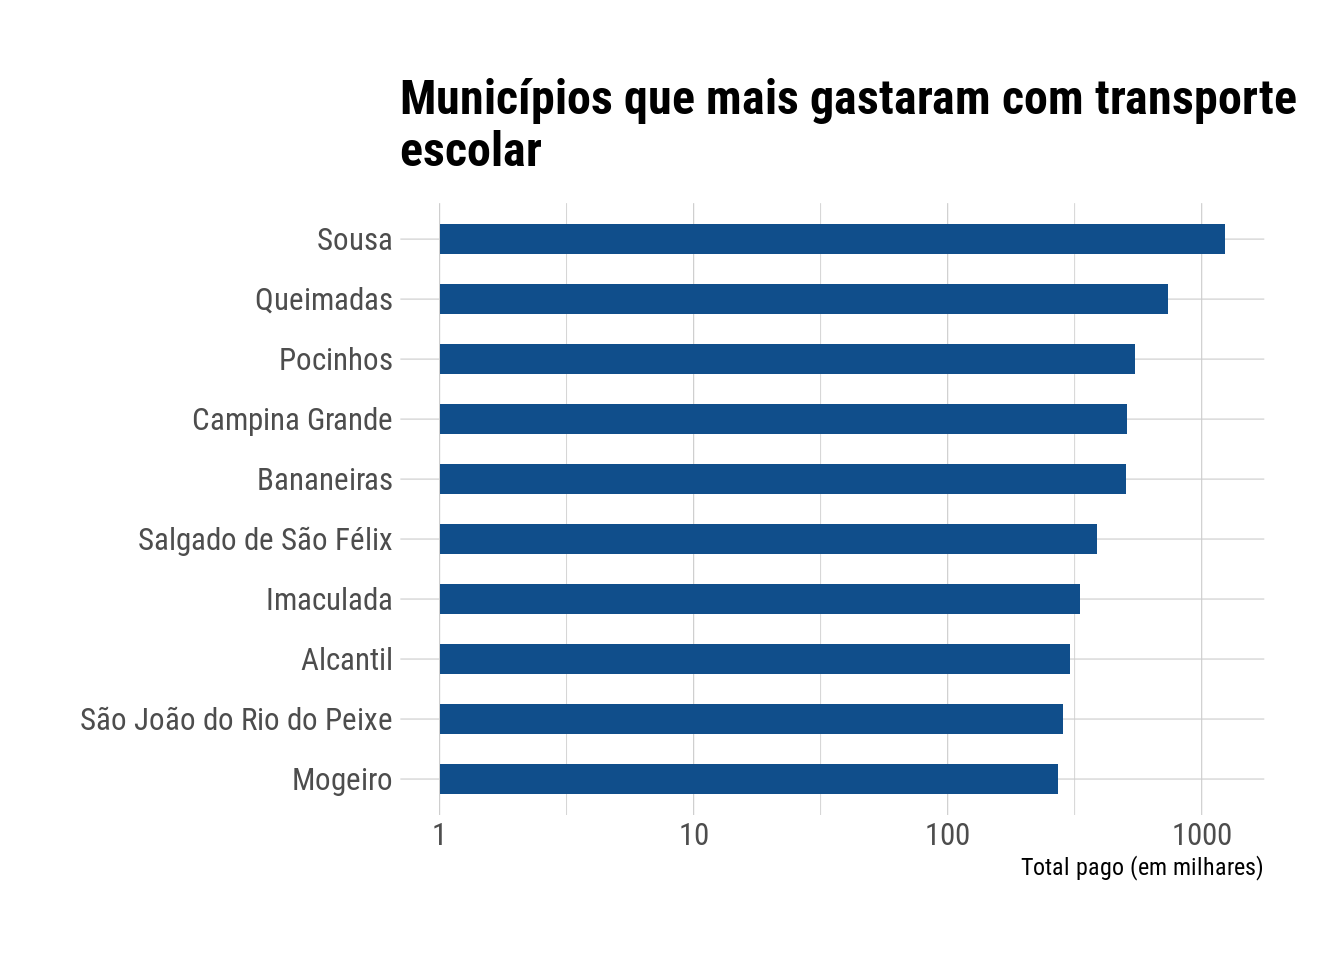 Municípios que mais gastaram com transporte
escolar
Sousa
Queimadas
Pocinhos
Campina Grande
Bananeiras
Salgado de São Félix
Imaculada
Alcantil
São João do Rio do Peixe
Mogeiro
1 10 100 1000
Total pago (em milhares)